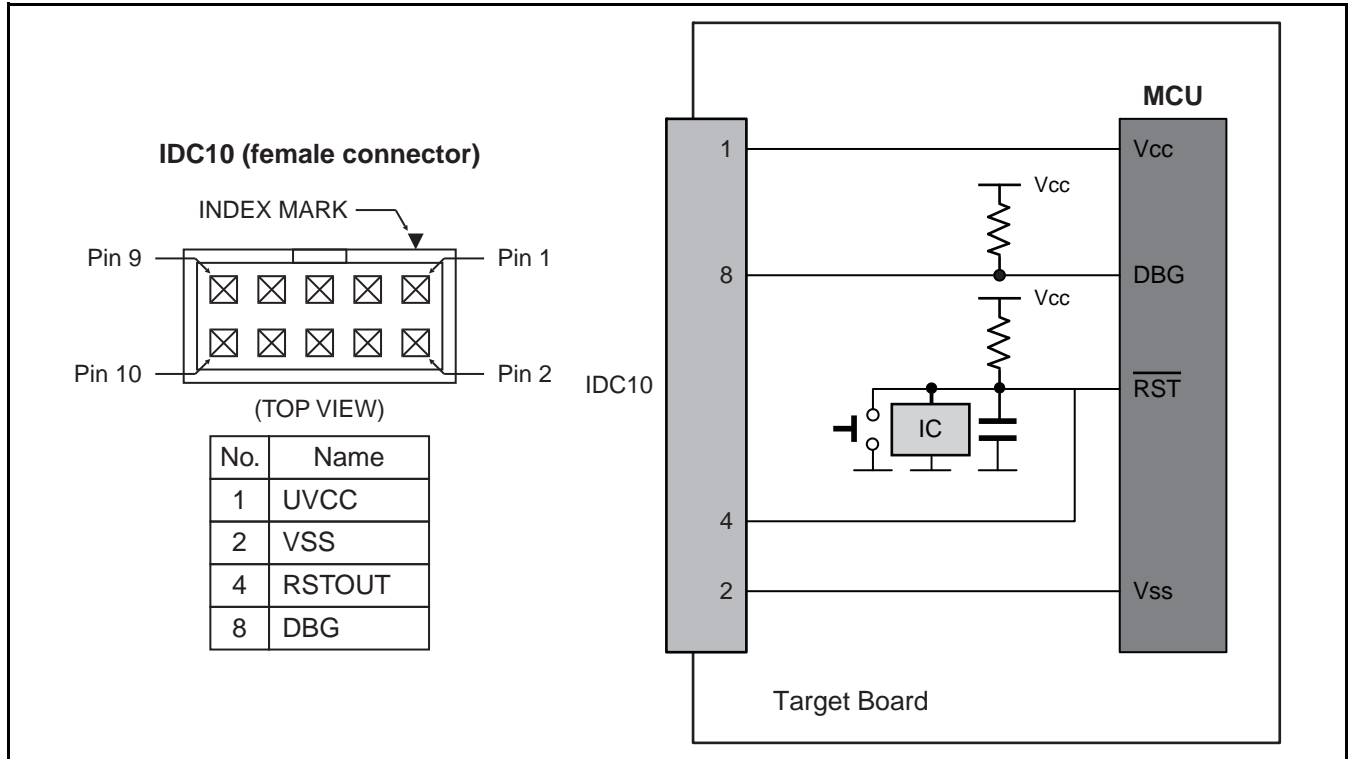 IDC10 (female connector)
INDEX MARK
Pin 9
Pin 1
Pin 10
Pin 2
(TOP VIEW)
No. Name
1 UVCC
2 VSS
4 RSTOUT
8 DBG
IDC10
1
8
4
2
MCU
Vcc
Vcc
DBG
Vcc
RST
IC
Vss
Target Board